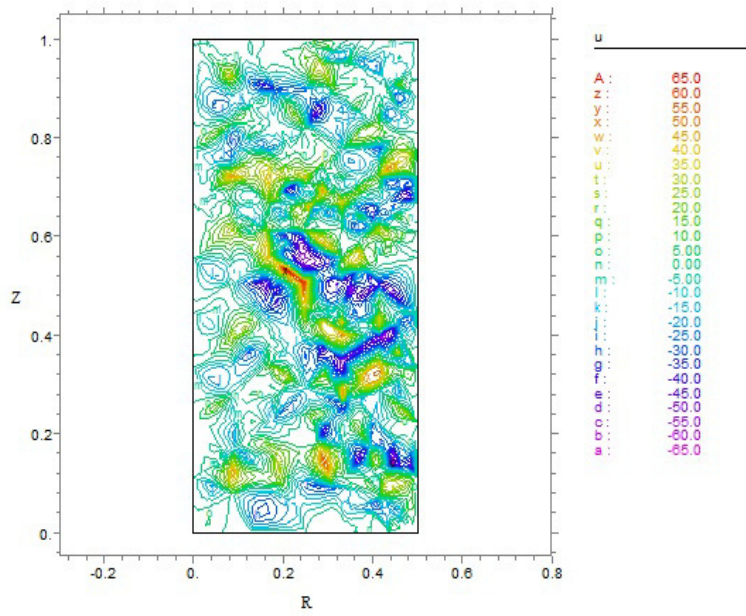 u
A : 65.0
z : 60.0
y : 55.0
x : 50.0
w : 45.0
v : 40.0
u : 35.0
t : 30.0
s : 25.0
r : 20.0
q : 15.0
p : 10.0
o : 5.00
n : 0.00
m : -5.00
l : -10.0
k : -15.0
j : -20.0
i : -25.0
h : -30.0
g : -35.0
f : -40.0
e : -45.0
d : -50.0
c : -55.0
b : -60.0
a : -65.0
1.
0.8
0.6
Z
0.4
0.2
0.
-0.2 0. 0.2 0.4 0.6 0.8
R